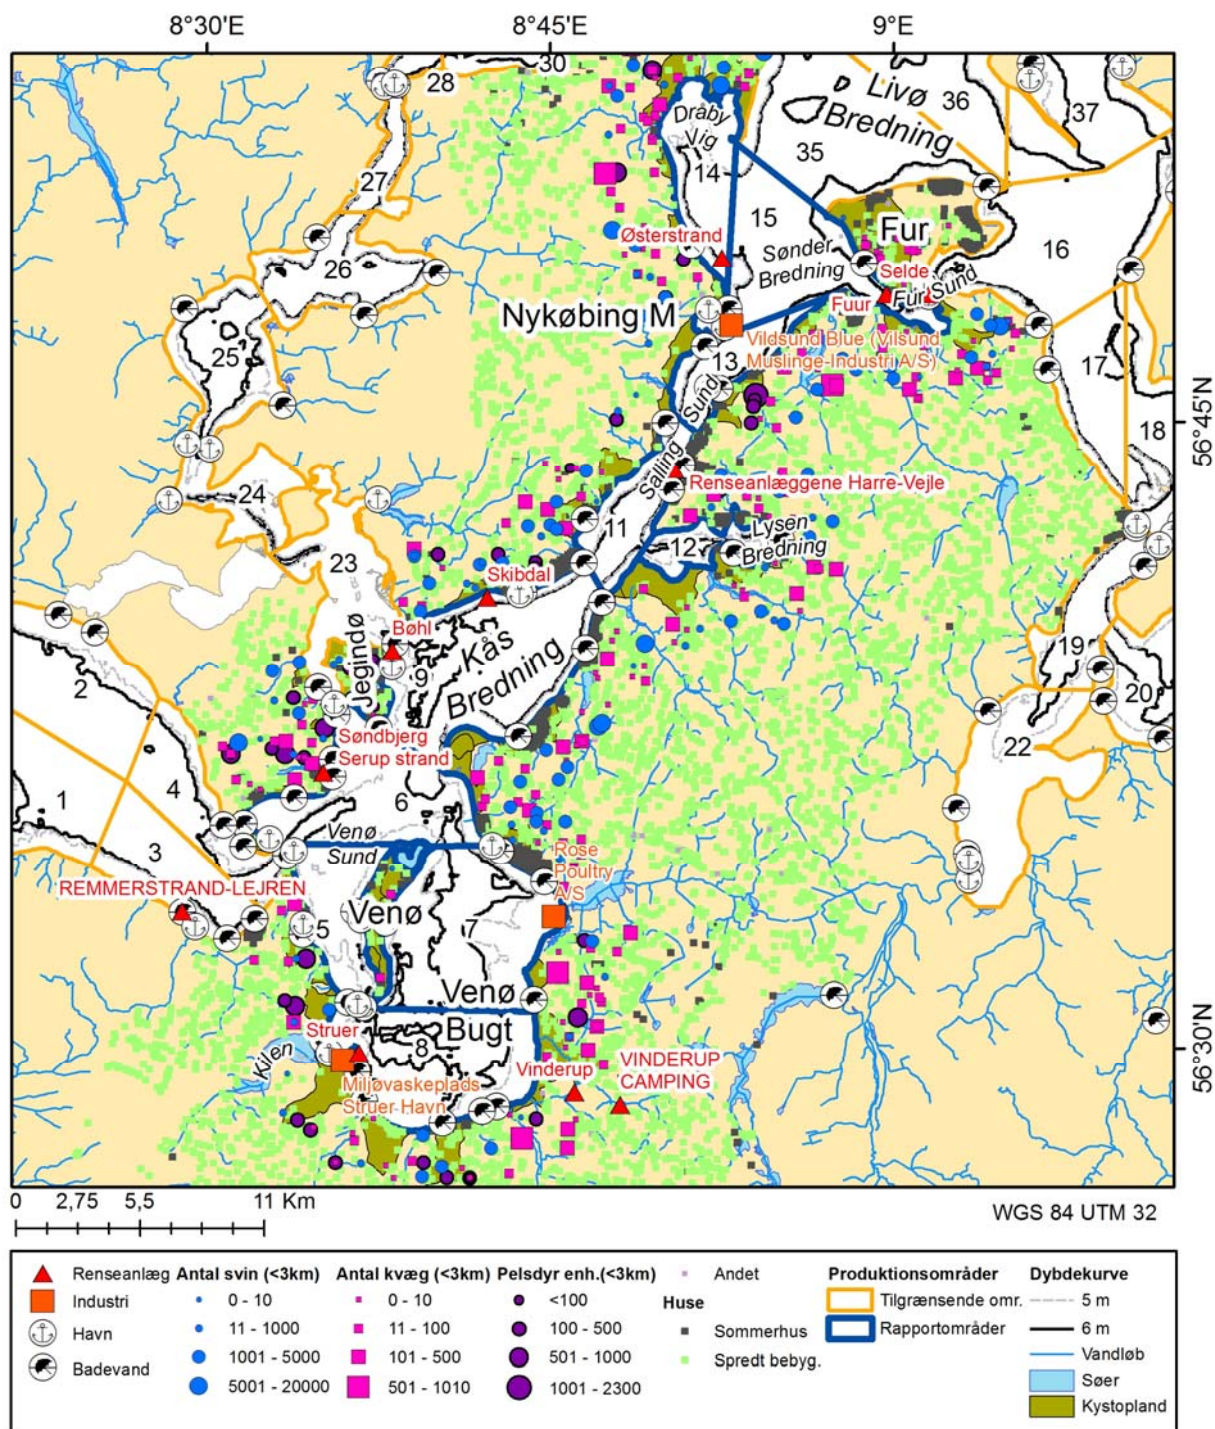 8°30'E
8°45'E
9°E
28
30
36
37
Livø
Bredning
Dråby
Vig
35
27
14
15
Fur
16
Østerstrand
26
Sønder
Bredning
Selde
Fur Sund
Nykøbing M
Fuur
Vildsund Blue (Vilsund
Muslinge-Industri A/S)
25
13
17
56°45'N
18
Sund
Salling
Renseanlæggene Harre-Vejle
24
11
Lysen
Bredning
12
23
Skibdal
Bøhl
Kås
Bredning
Jegindø
9
19
2
20
Søndbjerg
Serup strand
22
4
1
6
3
Venø
Sund
Rose
Poultry
A/S
REMMERSTRAND-LEJREN
Venø
5
7
Venø
Bugt
Struer
8
56°30'N
Kilen
Vinderup
VINDERUP
CAMPING
Miljøvaskeplads
Struer Havn
0 2,75 5,5 11 Km
WGS 84 UTM 32
Renseanlæg
Industri
Havn
Badevand
Antal svin (<3km)
0 - 10
11 - 1000
1001 - 5000
5001 - 20000
Antal kvæg (<3km)
0 - 10
11 - 100
101 - 500
501 - 1010
Pelsdyr enh.(<3km)
<100
100 - 500
501 - 1000
1001 - 2300
Andet
Huse
Sommerhus
Spredt bebyg.
Produktionsområder
Tilgrænsende omr.
Rapportområder
Dybdekurve
5 m
6 m
Vandløb
Søer
Kystopland